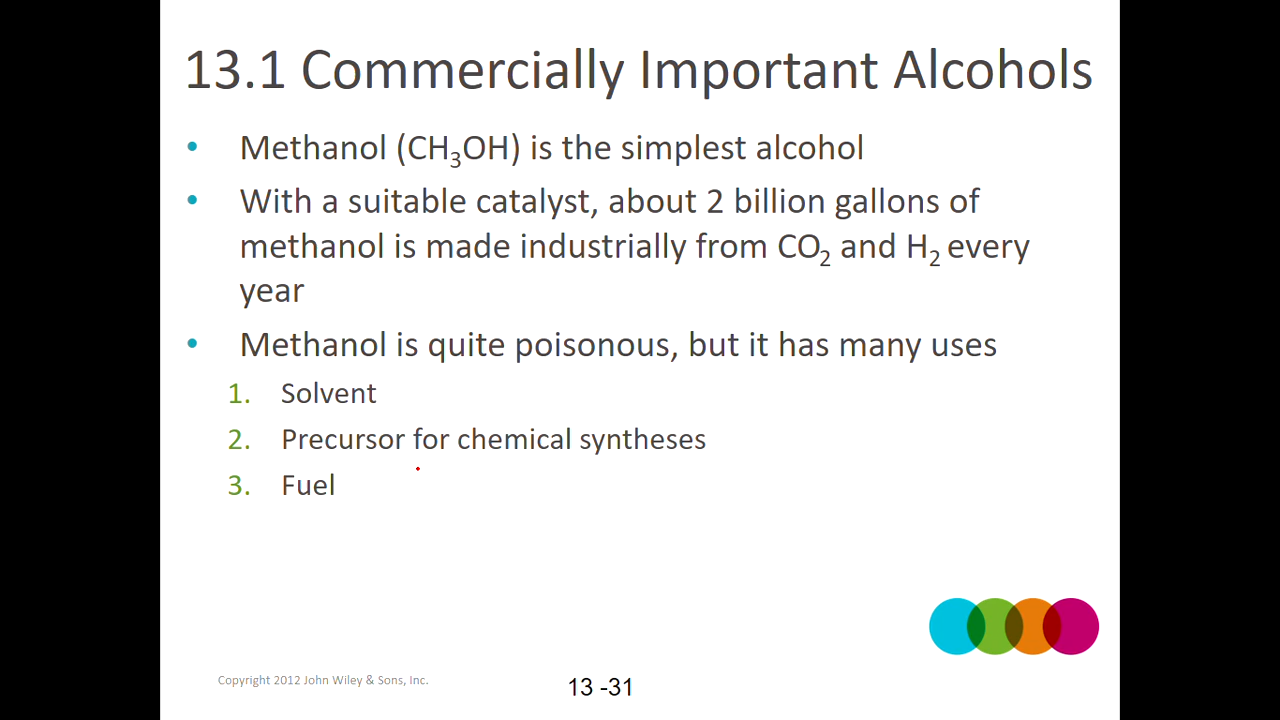 13.1 Commercially Important Alcohols
• Methanol (CH₃OH) is the simplest alcohol
• With a suitable catalyst, about 2 billion gallons of
methanol is made industrially from CO₂ and H₂ every
year
• Methanol is quite poisonous, but it has many uses
1. Solvent
2. Precursor for chemical syntheses
3. Fuel
Copyright 2012 John Wiley & Sons, Inc.
13 -31